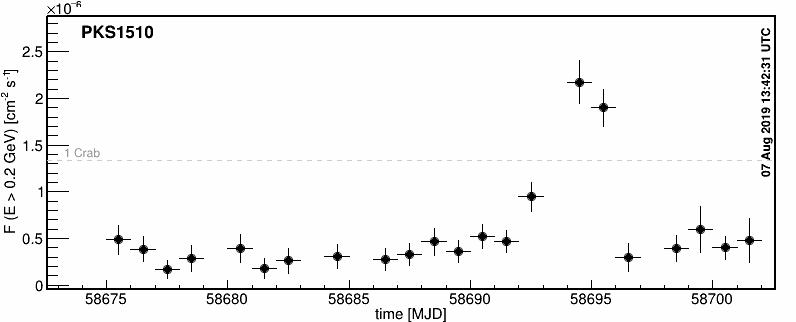 ×10⁻⁶
PKS1510
2.5
2
1.5
1 Crab
1
0.5
0
F (E > 0.2 GeV) [cm⁻² s⁻¹]
58675 58680 58685 58690 58695 58700
time [MJD]
07 Aug 2019 13:42:31 UTC